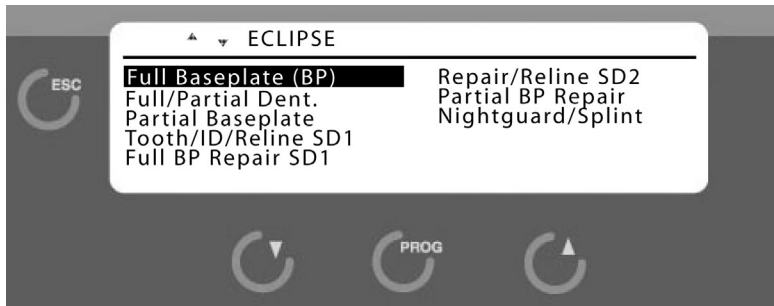 ECLIPSE
Full Baseplate (BP)
Full/Partial Dent.
Partial Baseplate
Tooth/ID/Reline SD1
Full BP Repair SD1
Repair/Reline SD2
Partial BP Repair
Nightguard/Splint
ESC
PROG